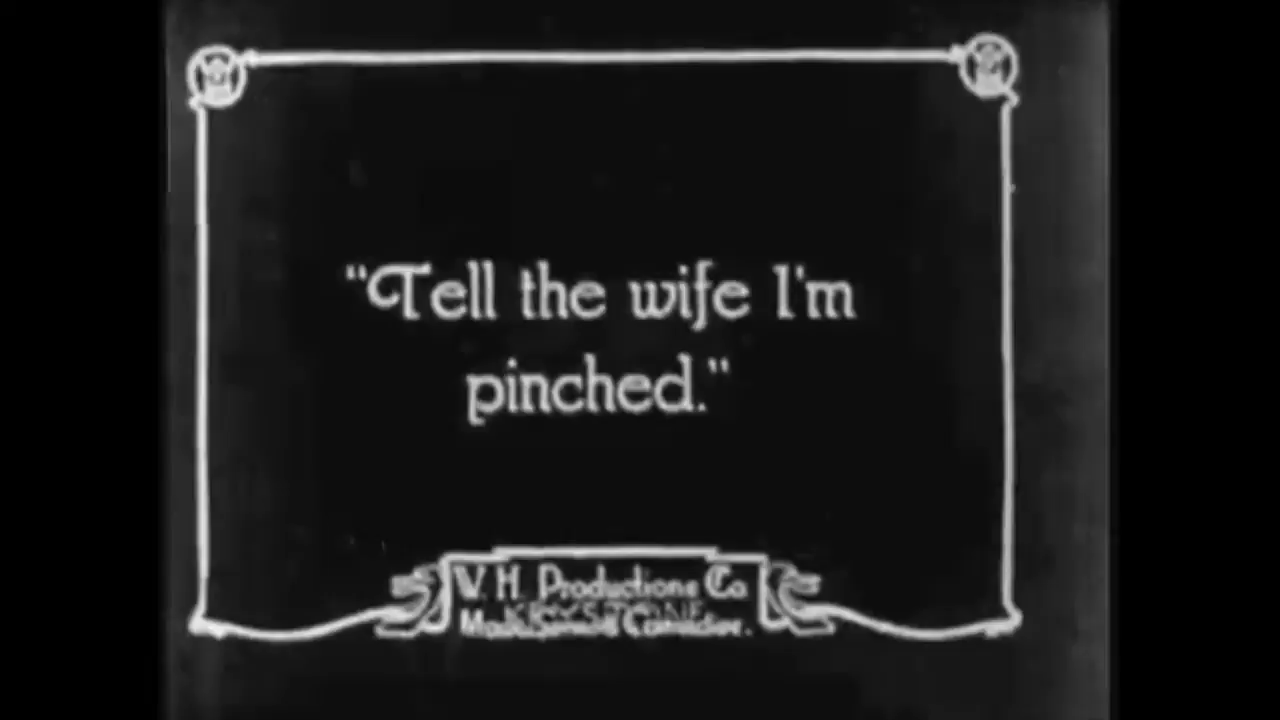 "Tell the wife I'm
pinched."
W. H. Productions Co
KEYSTONE
Mack Sennett Comedies.